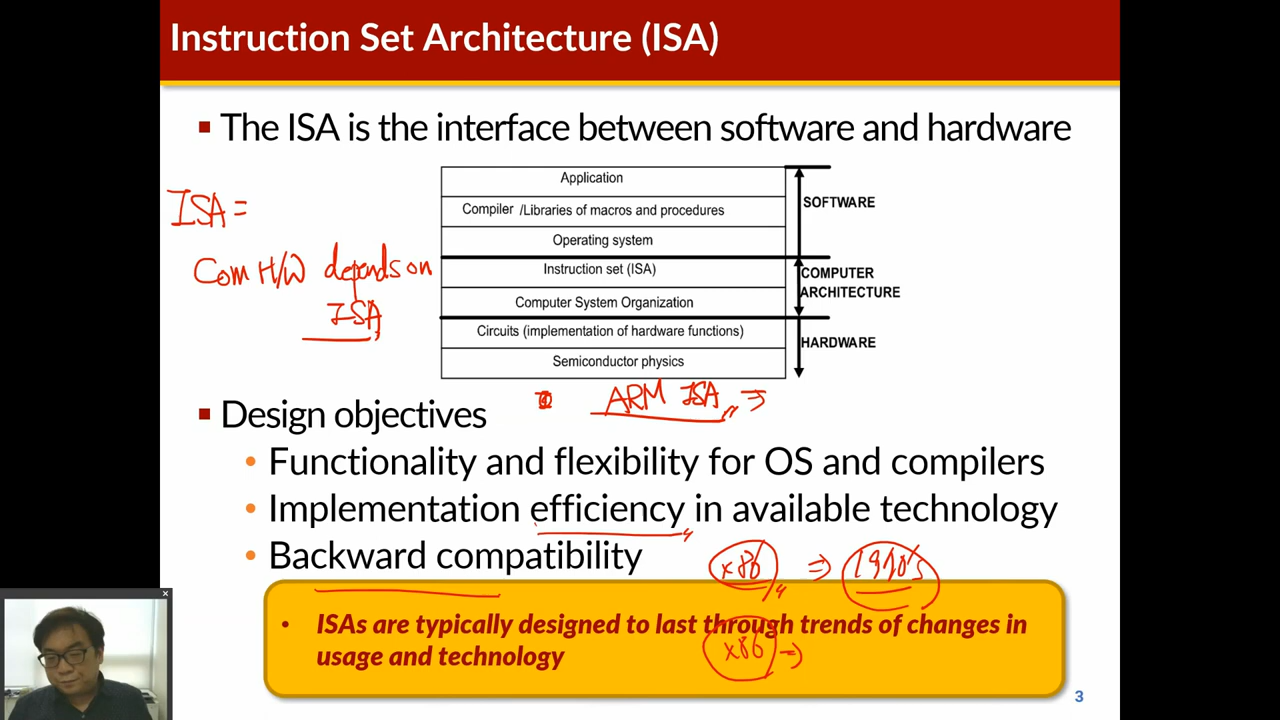 Instruction Set Architecture (ISA)
▪ The ISA is the interface between software and hardware
Application
Compiler /Libraries of macros and procedures
Operating system
Instruction set (ISA)
Computer System Organization
Circuits (implementation of hardware functions)
Semiconductor physics
SOFTWARE
COMPUTER
ARCHITECTURE
HARDWARE
ISA =
Com H/W depends on
ISA
ARM ISA ⇒
▪ Design objectives
• Functionality and flexibility for OS and compilers
• Implementation efficiency in available technology
• Backward compatibility
x86 ⇒
• ISAs are typically designed to last through trends of changes in
usage and technology
x86 ⇒
3